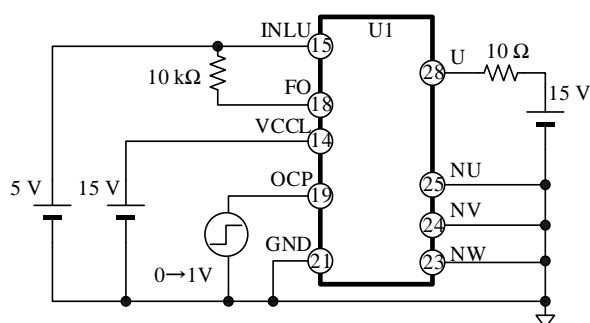 INLU
15
U1
10 kΩ
FO
18
VCCL
14
U
28
10 Ω
15 V
5 V
15 V
OCP
19
NU
25
NV
24
GND
21
NW
23
0→1V